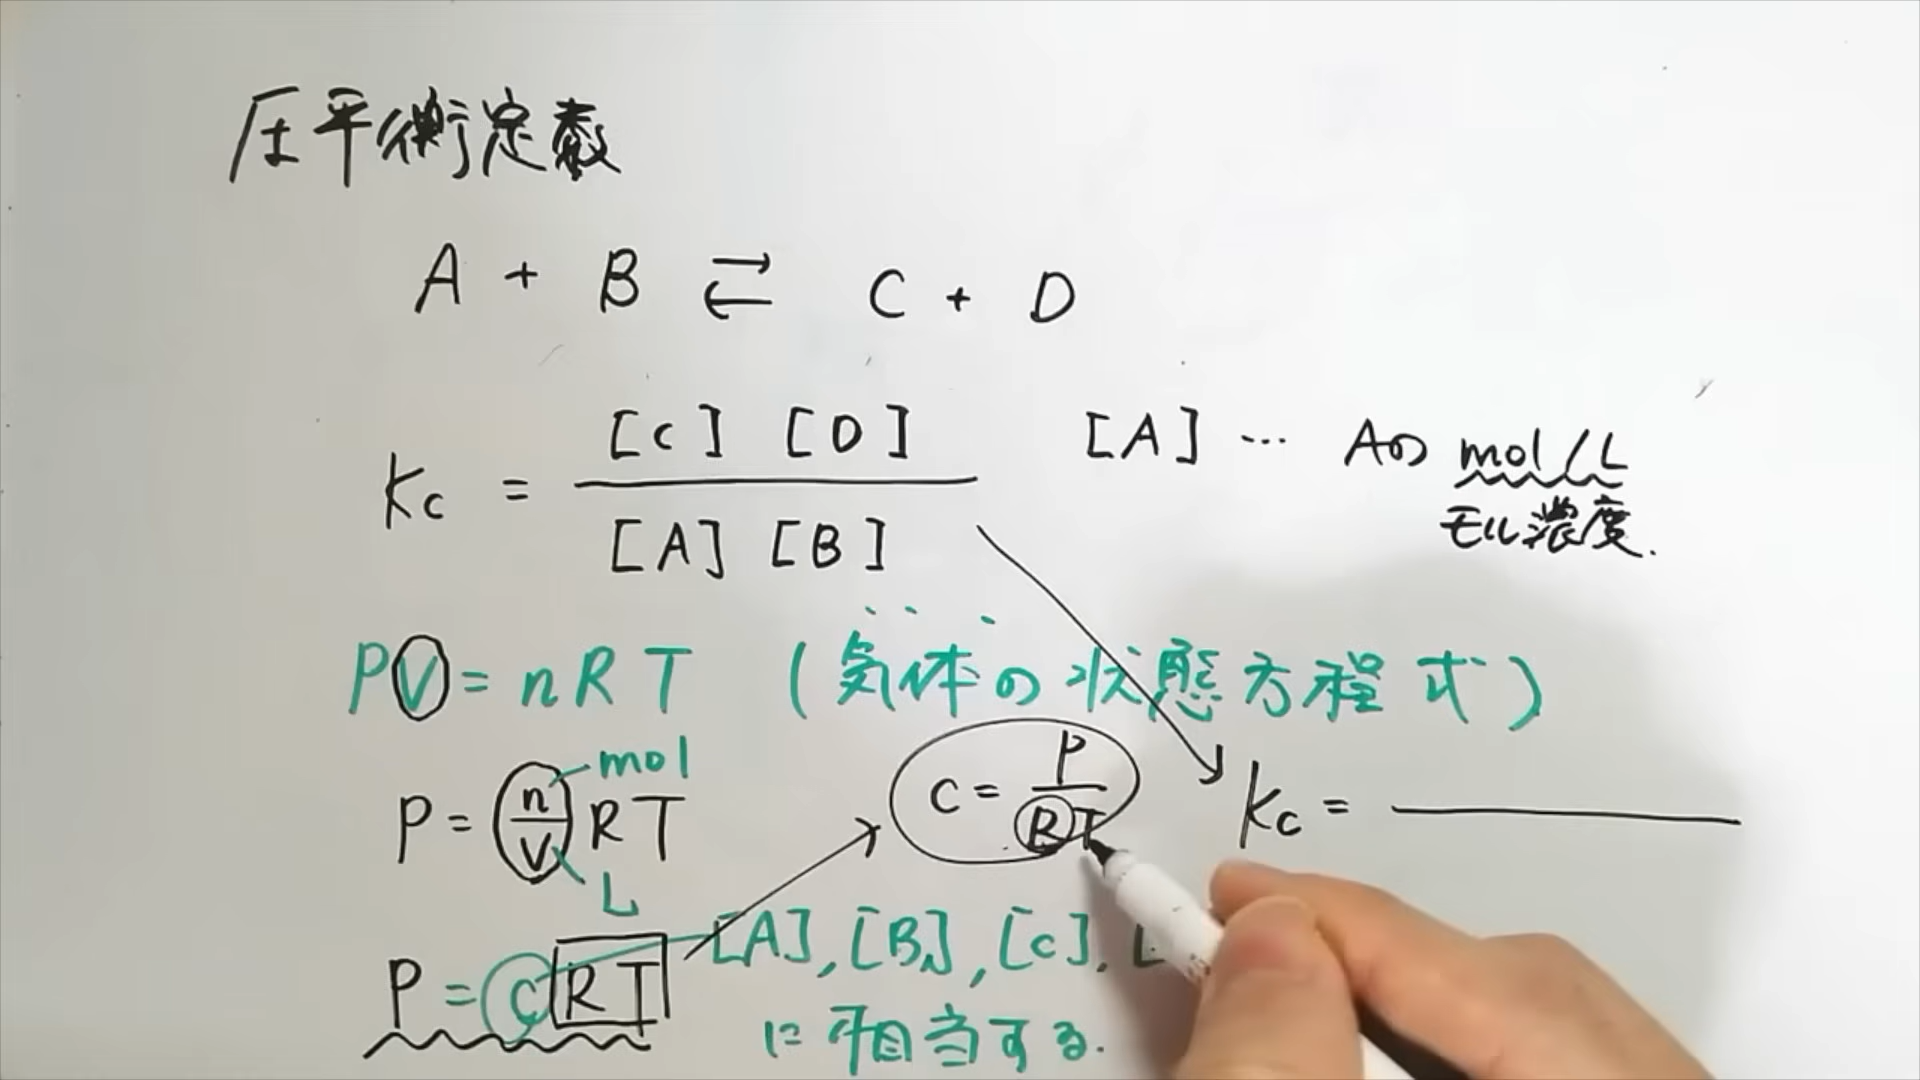 圧平衡定数
A + B ⇄ C + D
Kc = [C] [D] / [A] [B]
[A] … Aの mol/L
モル濃度.
PV = nRT (気体の状態方程式)
P = n/V RT
mol
L
C = P/RT
Kc =
P = CRT
[A], [B], [C], [
に相当する.